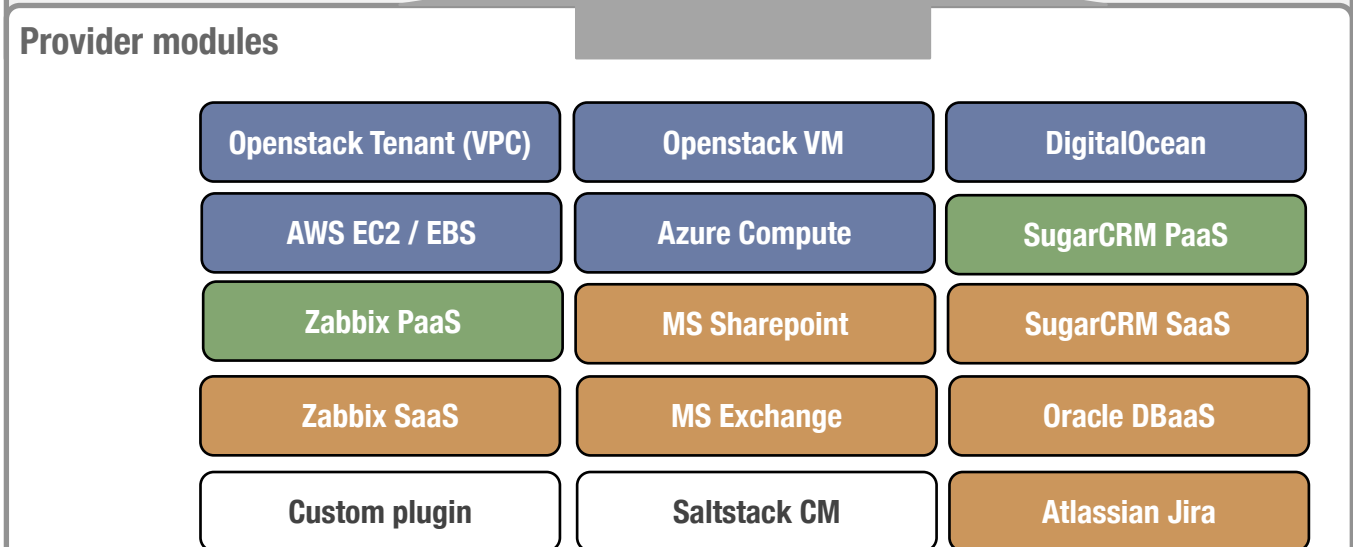 Provider modules
Openstack Tenant (VPC) Openstack VM DigitalOcean
AWS EC2 / EBS Azure Compute SugarCRM PaaS
Zabbix PaaS MS Sharepoint SugarCRM SaaS
Zabbix SaaS MS Exchange Oracle DBaaS
Custom plugin Saltstack CM Atlassian Jira